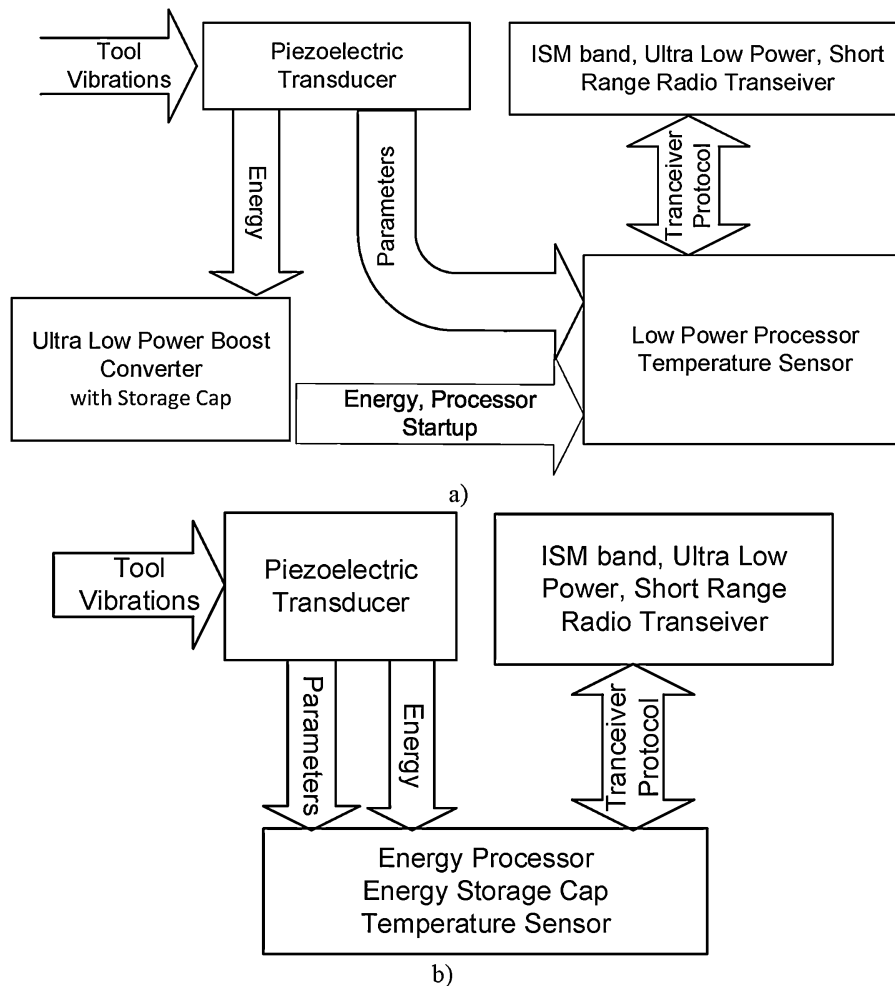 Tool
Vibrations
Piezoelectric
Transducer
ISM band, Ultra Low Power, Short
Range Radio Transeiver
Energy
Parameters
Tranceiver
Protocol
Ultra Low Power Boost
Converter
with Storage Cap
Low Power Processor
Temperature Sensor
Energy, Processor
Startup
a)
Tool
Vibrations
Piezoelectric
Transducer
ISM band, Ultra Low
Power, Short Range
Radio Transeiver
Parameters
Energy
Tranceiver
Protocol
Energy Processor
Energy Storage Cap
Temperature Sensor
b)